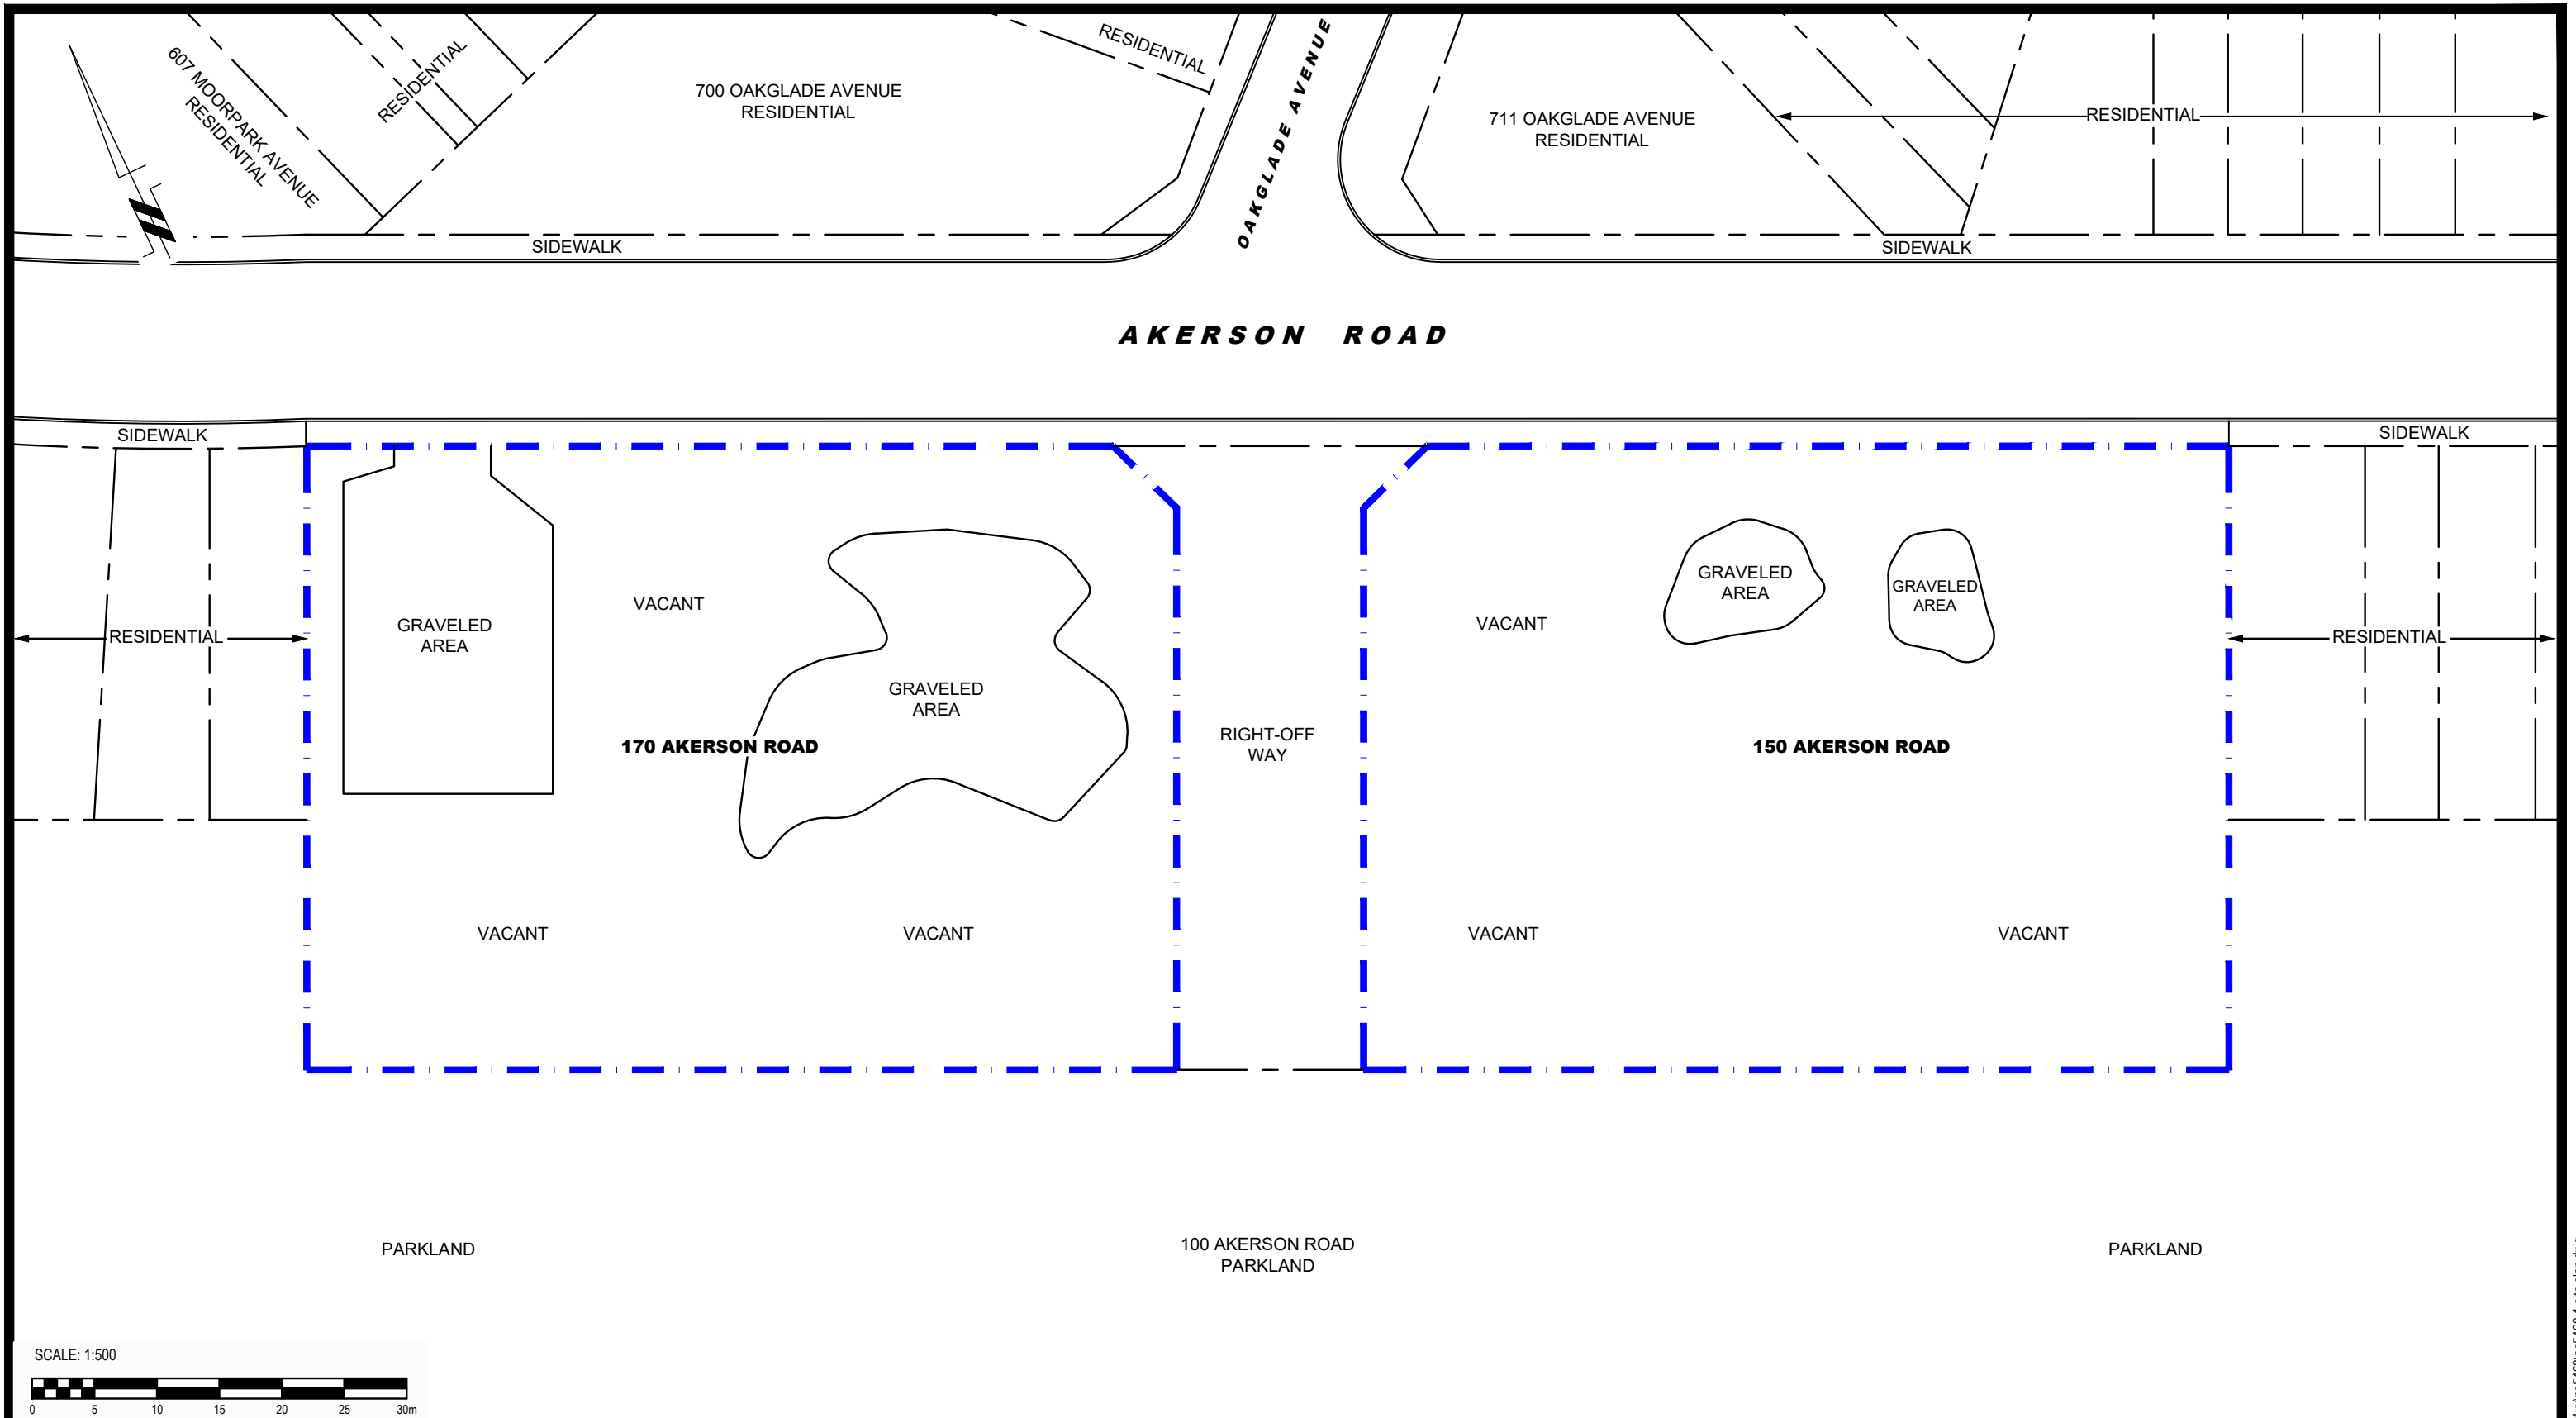 607 MOORPARK AVENUE
RESIDENTIAL
RESIDENTIAL
700 OAKGLADE AVENUE
RESIDENTIAL
RESIDENTIAL
OAKGLADE AVENUE
711 OAKGLADE AVENUE
RESIDENTIAL
RESIDENTIAL
SIDEWALK
SIDEWALK
AKERSON ROAD
SIDEWALK
SIDEWALK
GRAVELED
AREA
GRAVELED
AREA
VACANT
VACANT
GRAVELED
AREA
RESIDENTIAL
RESIDENTIAL
GRAVELED
AREA
RIGHT-OFF
WAY
170 AKERSON ROAD
150 AKERSON ROAD
VACANT
VACANT
VACANT
VACANT
PARKLAND
100 AKERSON ROAD
PARKLAND
PARKLAND
SCALE: 1:500
0 5 10 15 20 25 30m